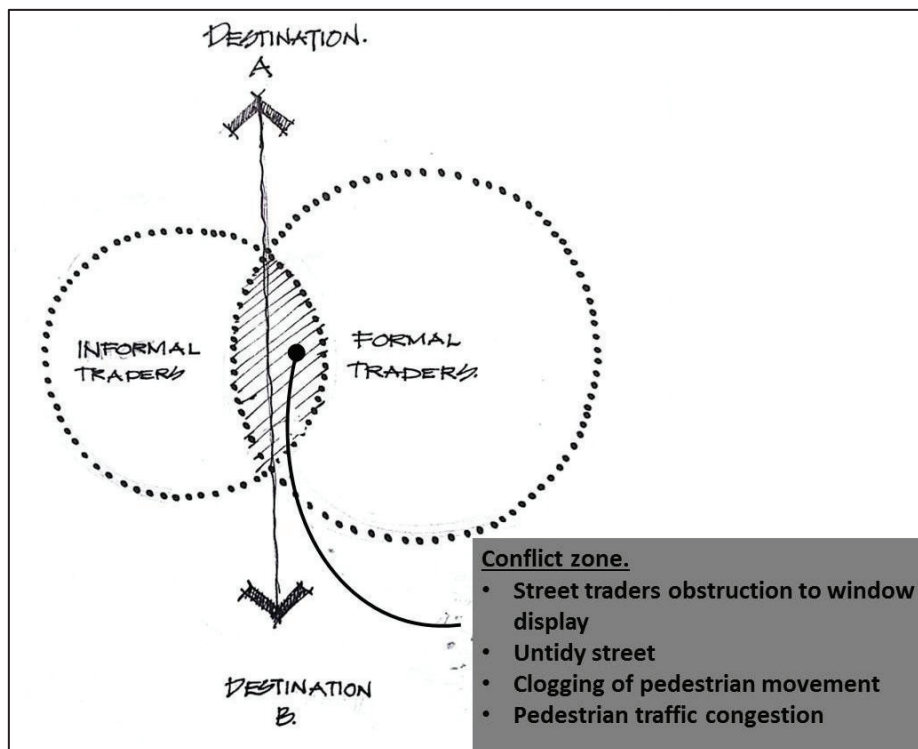 DESTINATION.
A
INFORMAL
TRADERS
FORMAL
TRADERS.
DESTINATION
B.
Conflict zone.
• Street traders obstruction to window
display
• Untidy street
• Clogging of pedestrian movement
• Pedestrian traffic congestion